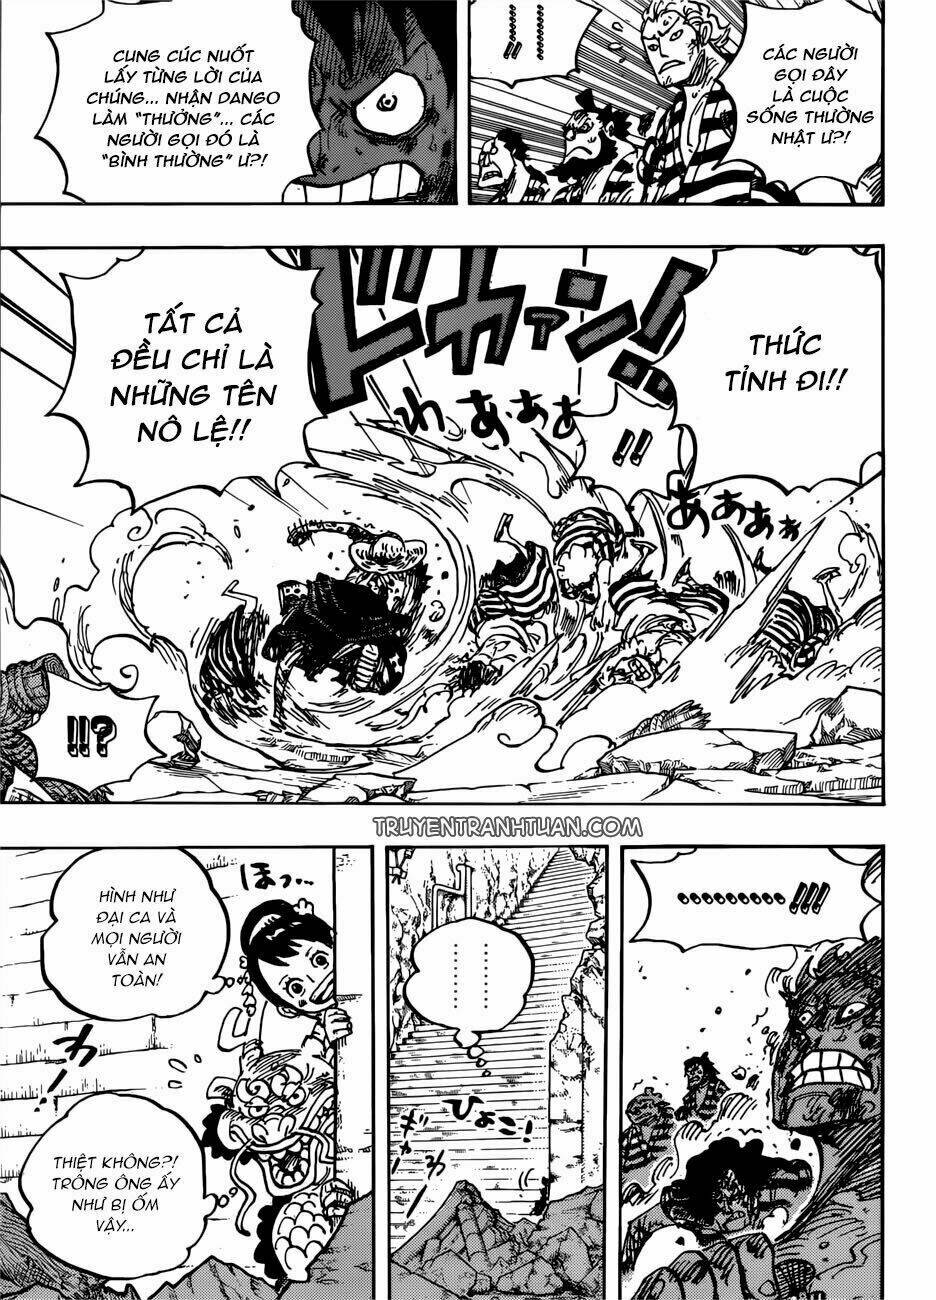 CÁC NGƯỜI
GỌI ĐÂY
LÀ CUỘC
SỐNG THƯỜNG
NHẬT Ư?!
.........!!
CUNG CÚC NUỐT
LẤY TỪNG LỜI CỦA
CHÚNG... NHẬN DANGO
LÀM "THƯỞNG"... CÁC
NGƯỜI GỌI ĐÓ LÀ
"BÌNH THƯỜNG" Ư?!
THỨC
TỈNH ĐI!!
ドカァン!!
TẤT CẢ
ĐỀU CHỈ LÀ
NHỮNG TÊN
NÔ LỆ!!
わあ.ああ
!!
ああああ
!!?
TRUYENTRANHTUAN.COM
.........!!!
.........
ひょこ!
ぎゃわ
ほっ...
HÌNH NHƯ
ĐẠI CA VÀ
MỌI NGƯỜI
VẪN AN
TOÀN!
わ!
THIỆT KHÔNG?!
TRÔNG ÔNG ẤY
NHƯ BỊ ỐM
VẬY...